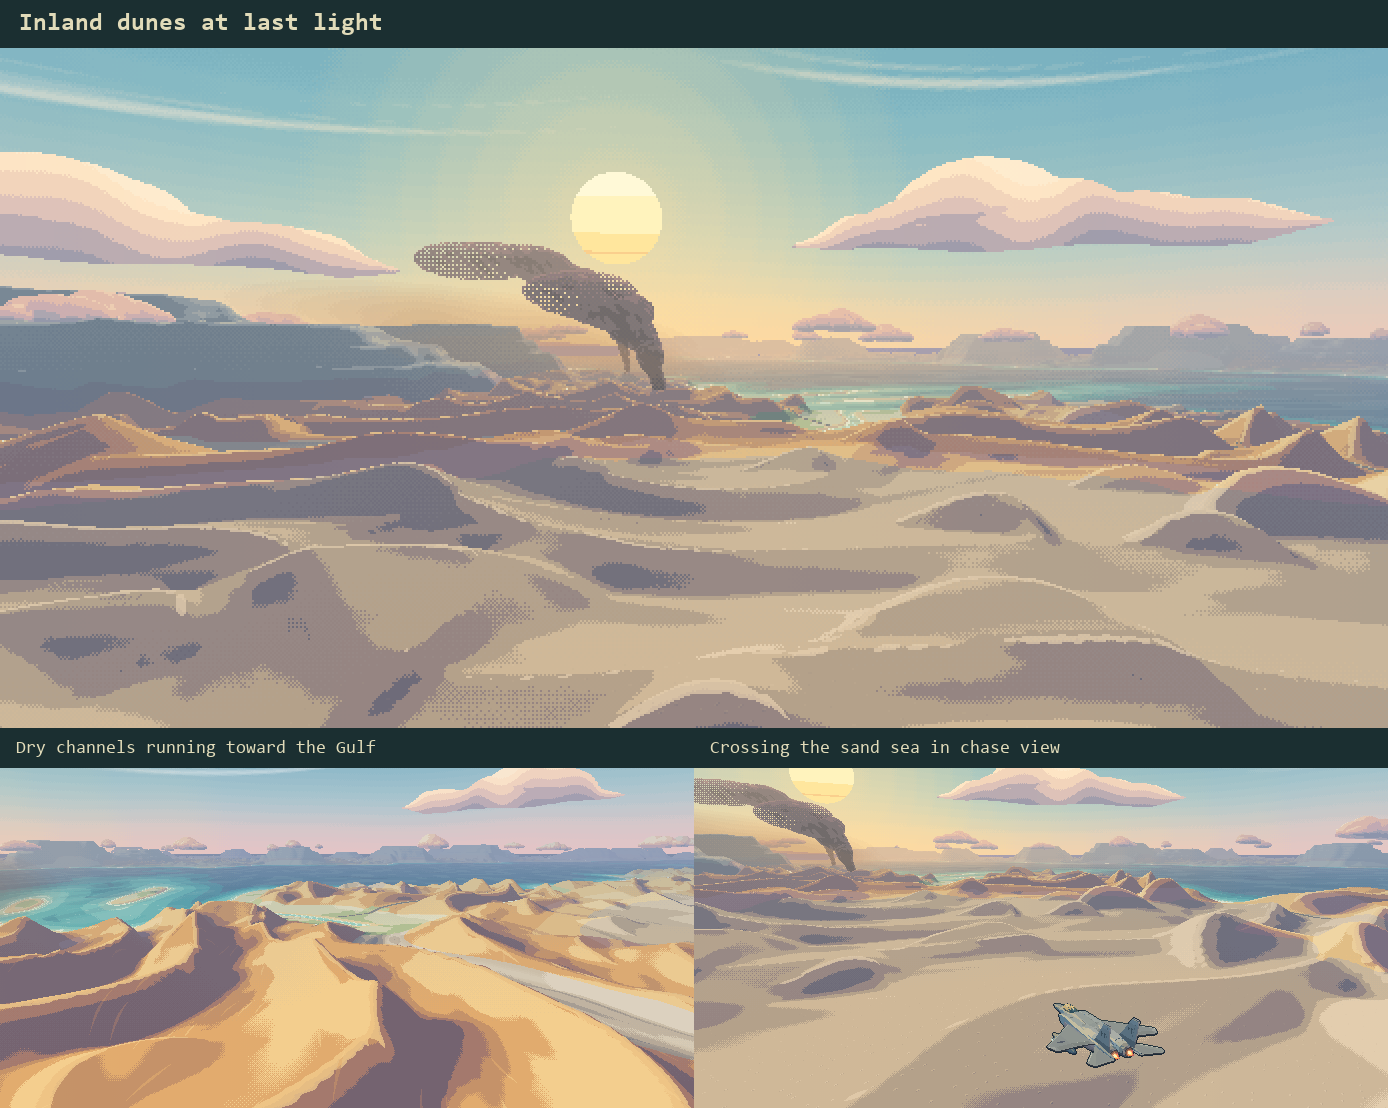 Inland dunes at last light
Dry channels running toward the Gulf
Crossing the sand sea in chase view